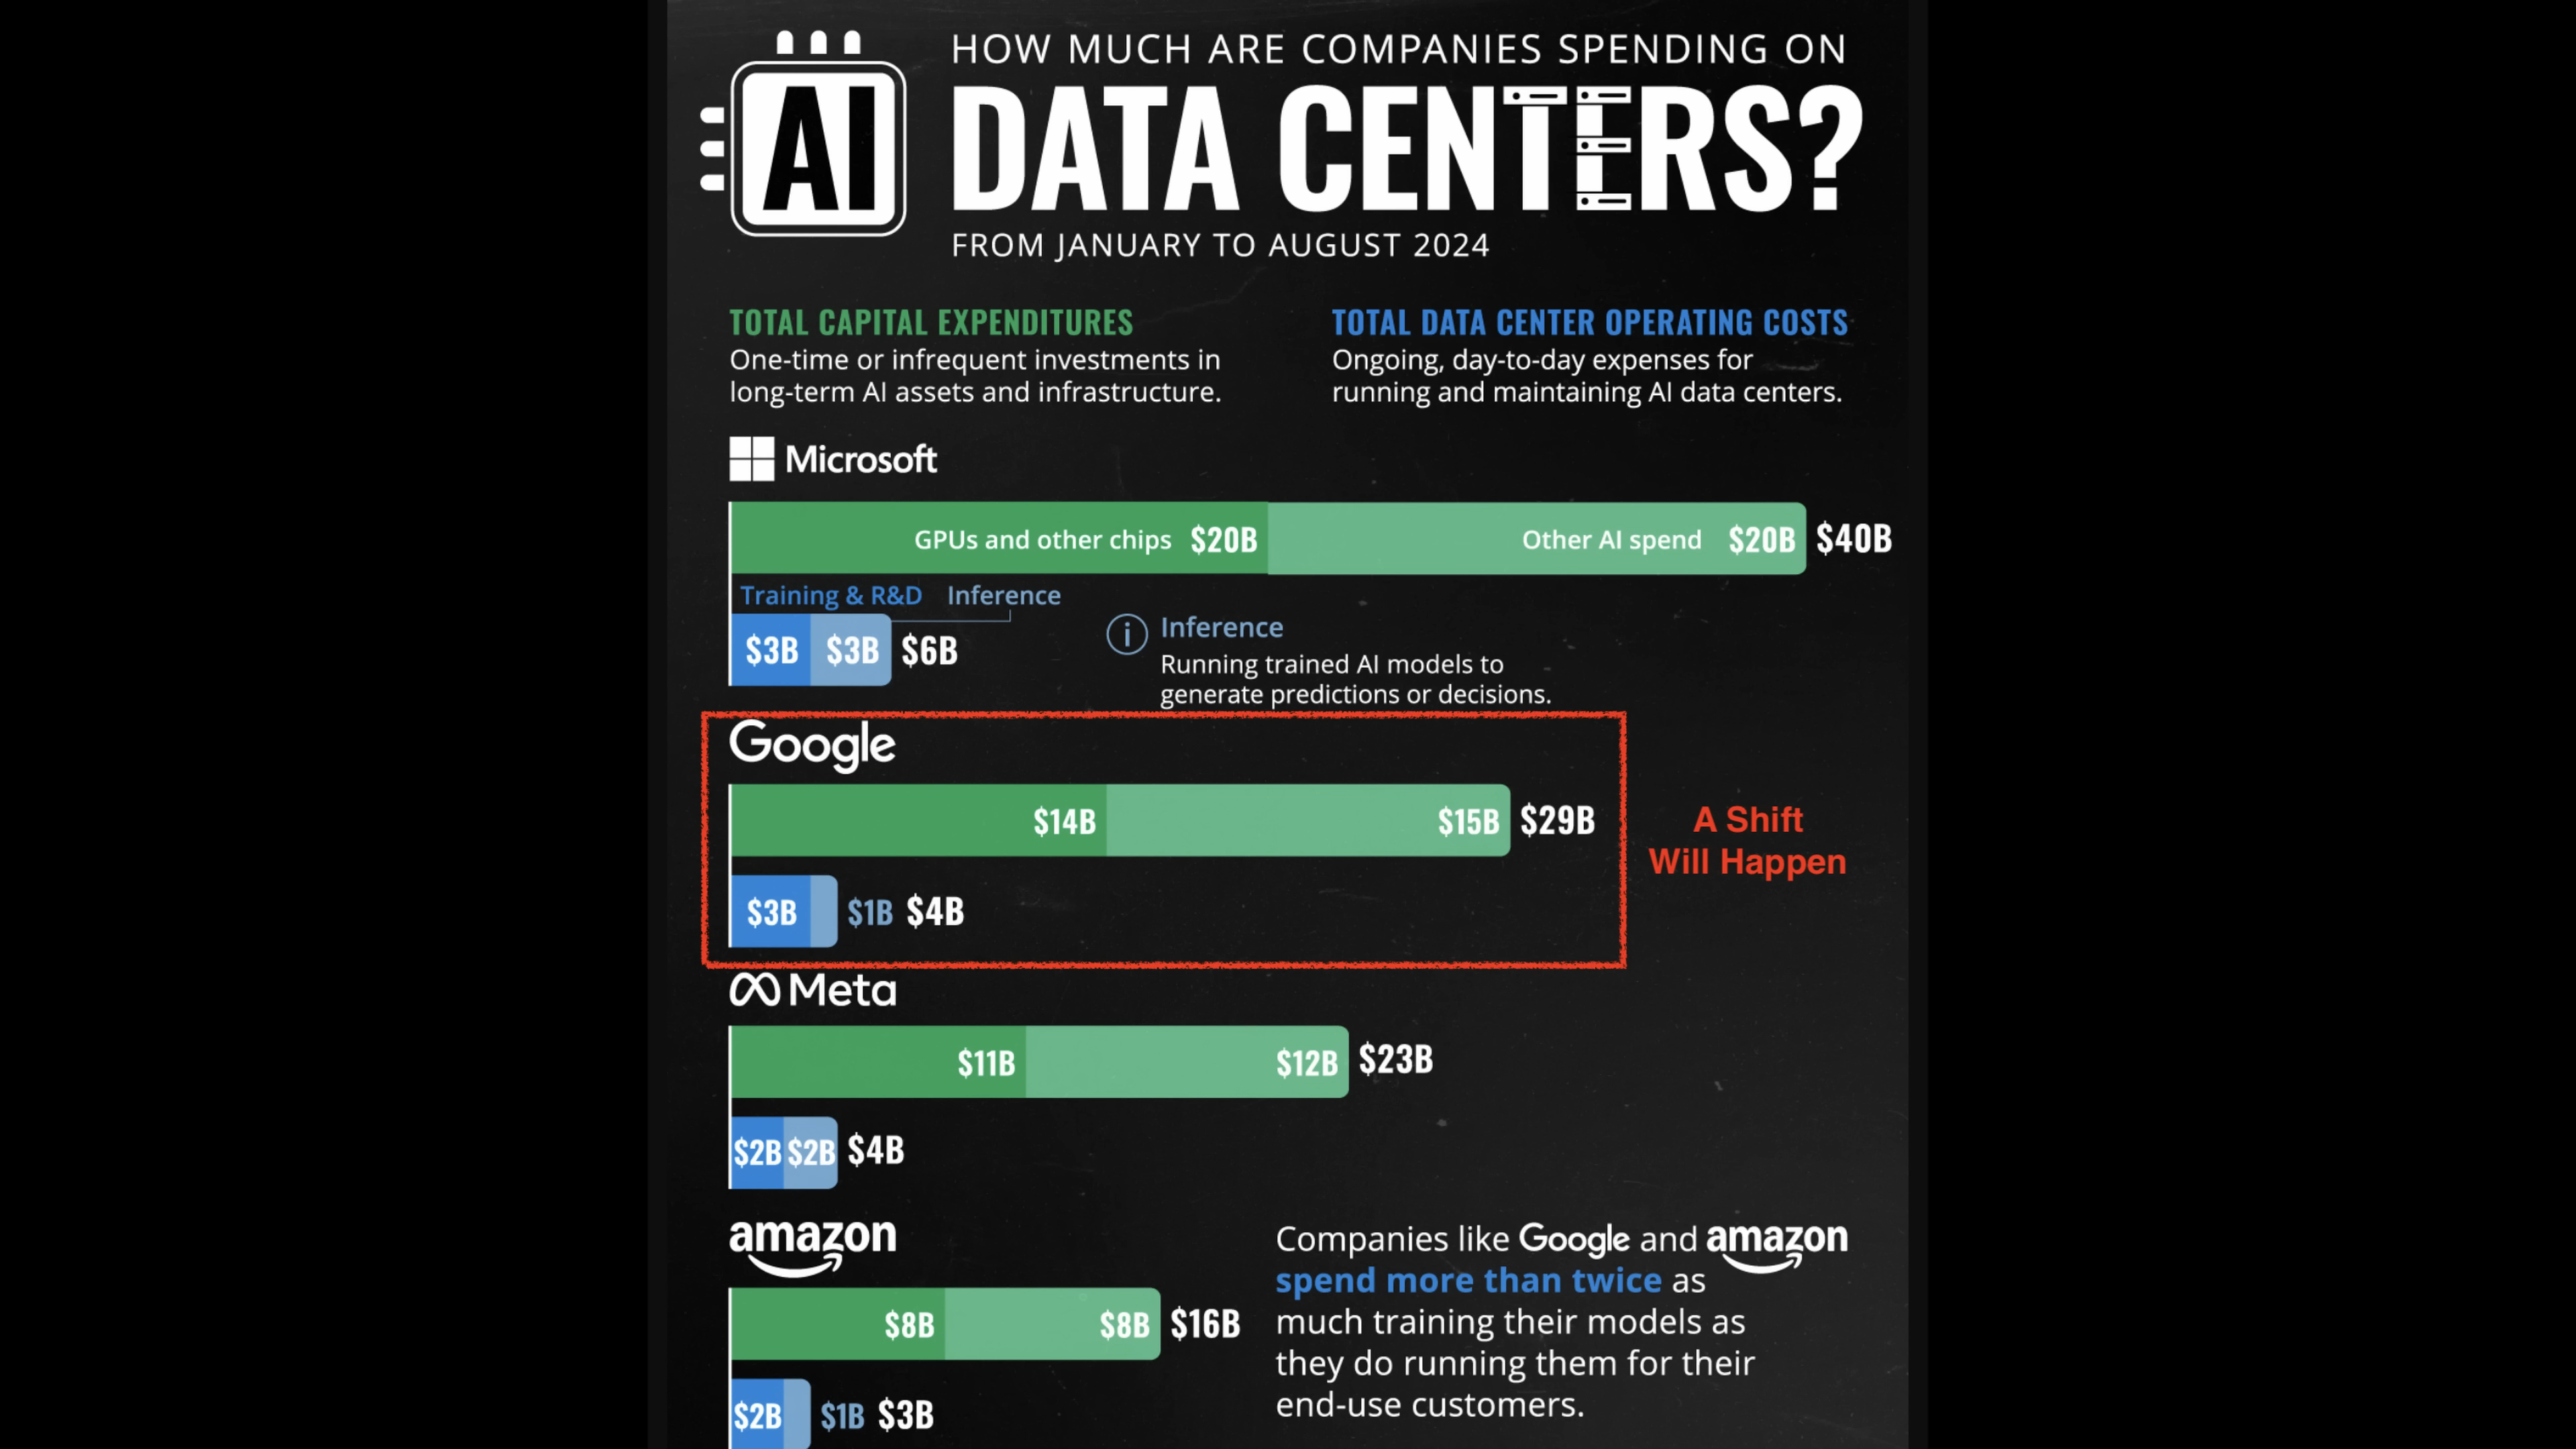 AI
HOW MUCH ARE COMPANIES SPENDING ON
DATA CENTERS?
FROM JANUARY TO AUGUST 2024
TOTAL CAPITAL EXPENDITURES
One-time or infrequent investments in
long-term AI assets and infrastructure.
TOTAL DATA CENTER OPERATING COSTS
Ongoing, day-to-day expenses for
running and maintaining AI data centers.
Microsoft
GPUs and other chips $20B Other AI spend $20B $40B
Training & R&D Inference
$3B $3B $6B
i Inference
Running trained AI models to
generate predictions or decisions.
Google
$14B $15B $29B
$3B $1B $4B
A Shift
Will Happen
Meta
$11B $12B $23B
$2B $2B $4B
amazon
$8B $8B $16B
$2B $1B $3B
Companies like Google and amazon
spend more than twice as
much training their models as
they do running them for their
end-use customers.